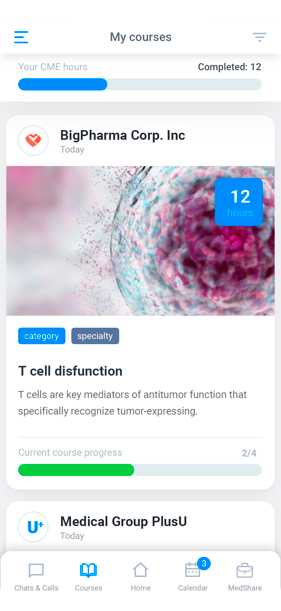 My courses
Your CME hours
Completed: 12
BigPharma Corp. Inc
Today
12
hours
category
specialty
T cell disfunction
T cells are key mediators of antitumor function that
specifically recognize tumor-expressing.
Current course progress
2/4
U+
Medical Group PlusU
Today
3
Chats & Calls
Courses
Home
Calendar
MedShare